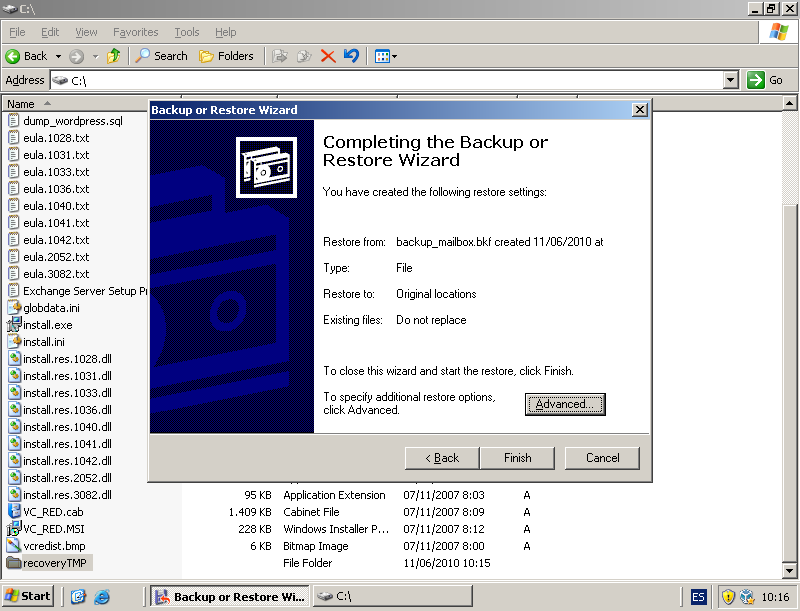 C:\
File Edit View Favorites Tools Help
Back Search Folders
Address C:\ Go
Name
dump_wordpress.sql
eula.1028.txt
eula.1031.txt
eula.1033.txt
eula.1036.txt
eula.1040.txt
eula.1041.txt
eula.1042.txt
eula.2052.txt
eula.3082.txt
Exchange Server Setup Pr
globdata.ini
install.exe
install.ini
install.res.1028.dll
install.res.1031.dll
install.res.1033.dll
install.res.1036.dll
install.res.1040.dll
install.res.1041.dll
install.res.1042.dll
install.res.2052.dll
install.res.3082.dll 95 KB Application Extension 07/11/2007 8:03 A
VC_RED.cab 1.409 KB Cabinet File 07/11/2007 8:09 A
VC_RED.MSI 228 KB Windows Installer P... 07/11/2007 8:12 A
vcredist.bmp 6 KB Bitmap Image 07/11/2007 8:00 A
recoveryTMP File Folder 11/06/2010 10:15
Backup or Restore Wizard
Completing the Backup or
Restore Wizard
You have created the following restore settings:
Restore from: backup_mailbox.bkf created 11/06/2010 at
Type: File
Restore to: Original locations
Existing files: Do not replace
To close this wizard and start the restore, click Finish.
To specify additional restore options,
click Advanced.
Advanced...
< Back Finish Cancel
Start Backup or Restore Wi... C:\ ES 10:16